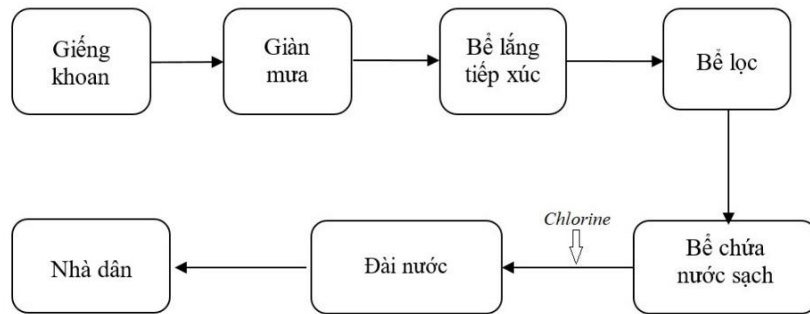 Giếng
khoan
Giàn
mưa
Bể lắng
tiếp xúc
Bể lọc
Chlorine
Bể chứa
nước sạch
Đài nước
Nhà dân